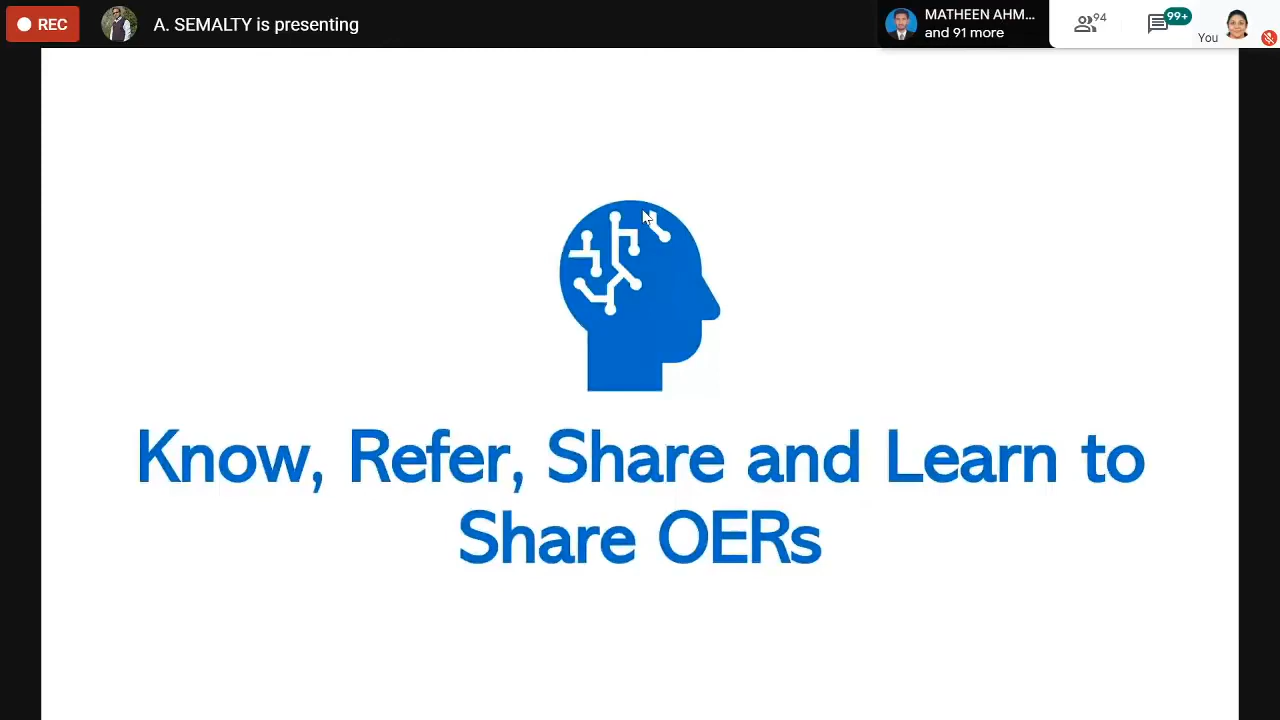 REC
A. SEMALTY is presenting
MATHEEN AHM...
and 91 more
94
99+
You
Know, Refer, Share and Learn to
Share OERs